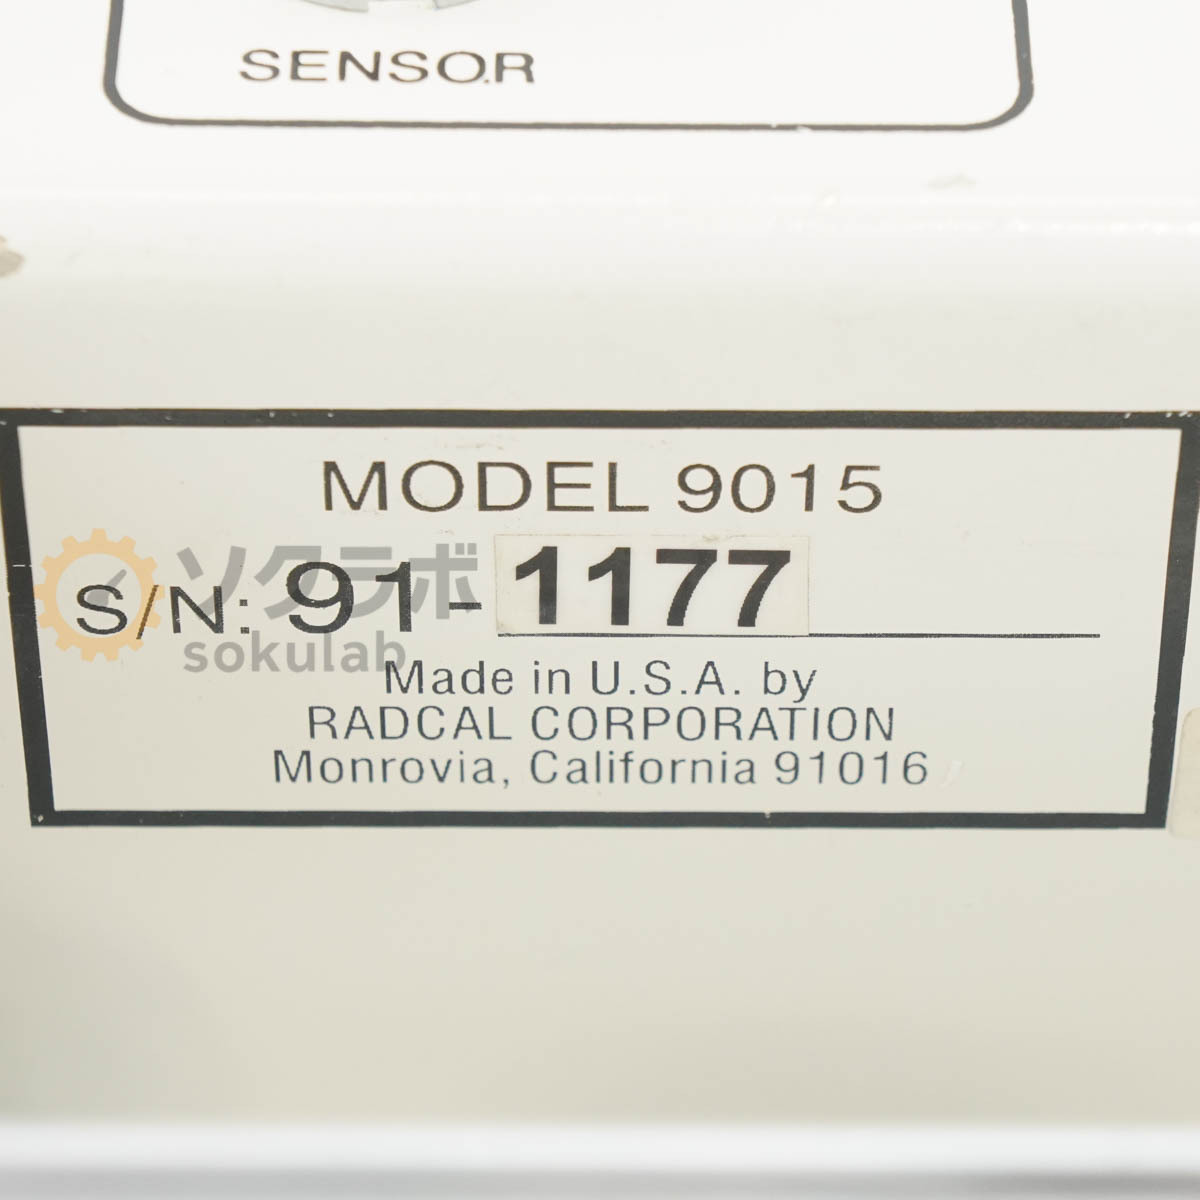 SENSOR
MODEL 9015
ソクラボ
S/N: 91-1177
sokulab
Made in U.S.A. by
RADCAL CORPORATION
Monrovia, California 91016